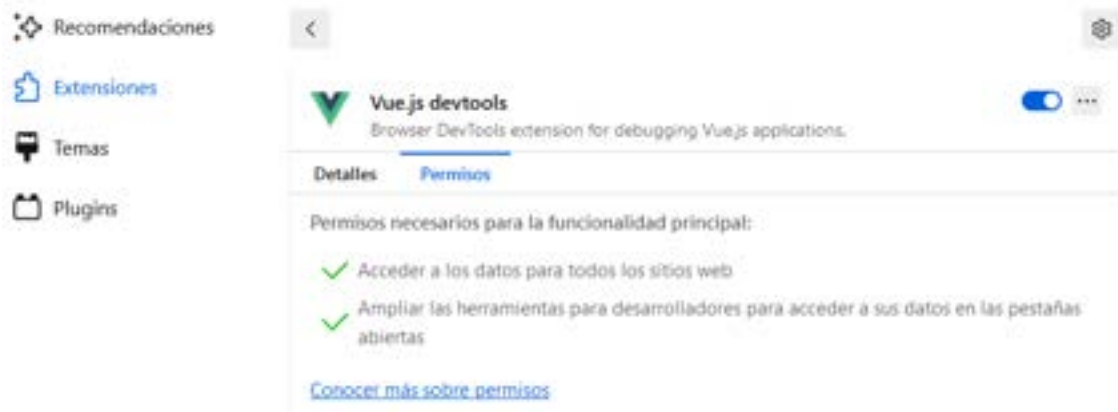 Recomendaciones
Extensiones
Temas
Plugins
Vue.js devtools
Browser DevTools extension for debugging Vue.js applications.
Detalles Permisos
Permisos necesarios para la funcionalidad principal:
Acceder a los datos para todos los sitios web
Ampliar las herramientas para desarrolladores para acceder a sus datos en las pestañas
abiertas
Conocer más sobre permisos